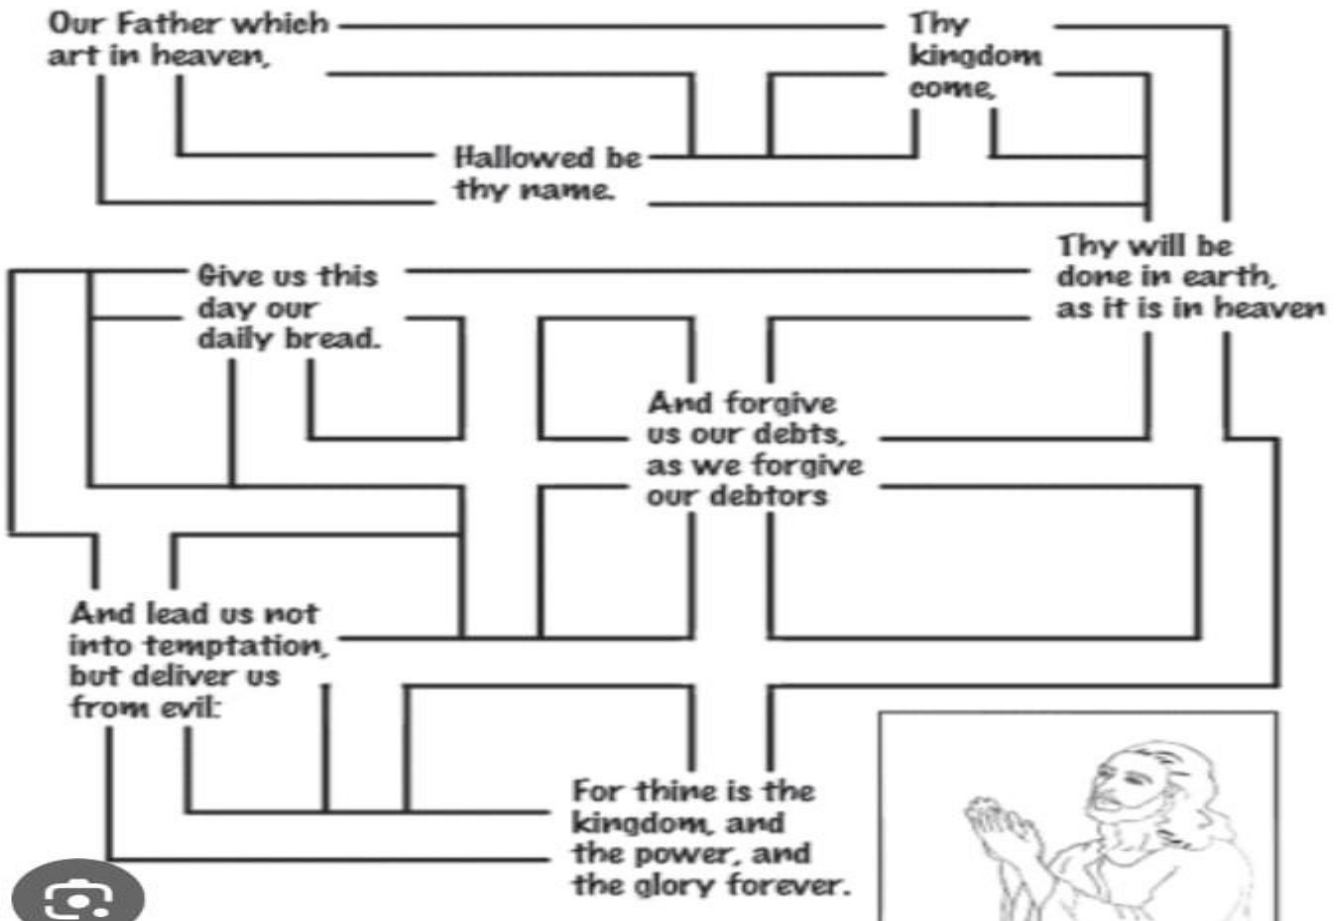 Our Father which
art in heaven,
Thy
kingdom
come,
Hallowed be
thy name.
Thy will be
done in earth,
as it is in heaven
Give us this
day our
daily bread.
And forgive
us our debts,
as we forgive
our debtors
And lead us not
into temptation,
but deliver us
from evil:
For thine is the
kingdom, and
the power, and
the glory forever.